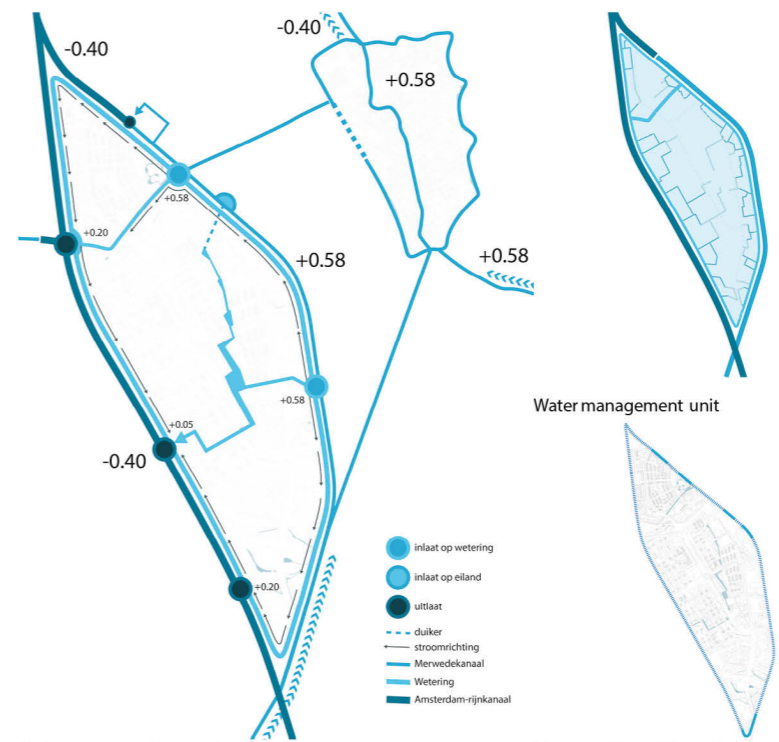 -0.40
-0.40
+0.58
+0.58
+0.20
+0.58
+0.58
+0.58
+0.05
-0.40
+0.20
Water management unit
inlaat op wetering
inlaat op eiland
uitlaat
duiker
stroomrichting
Merwedekanaal
Wetering
Amsterdam-rijnkanaal